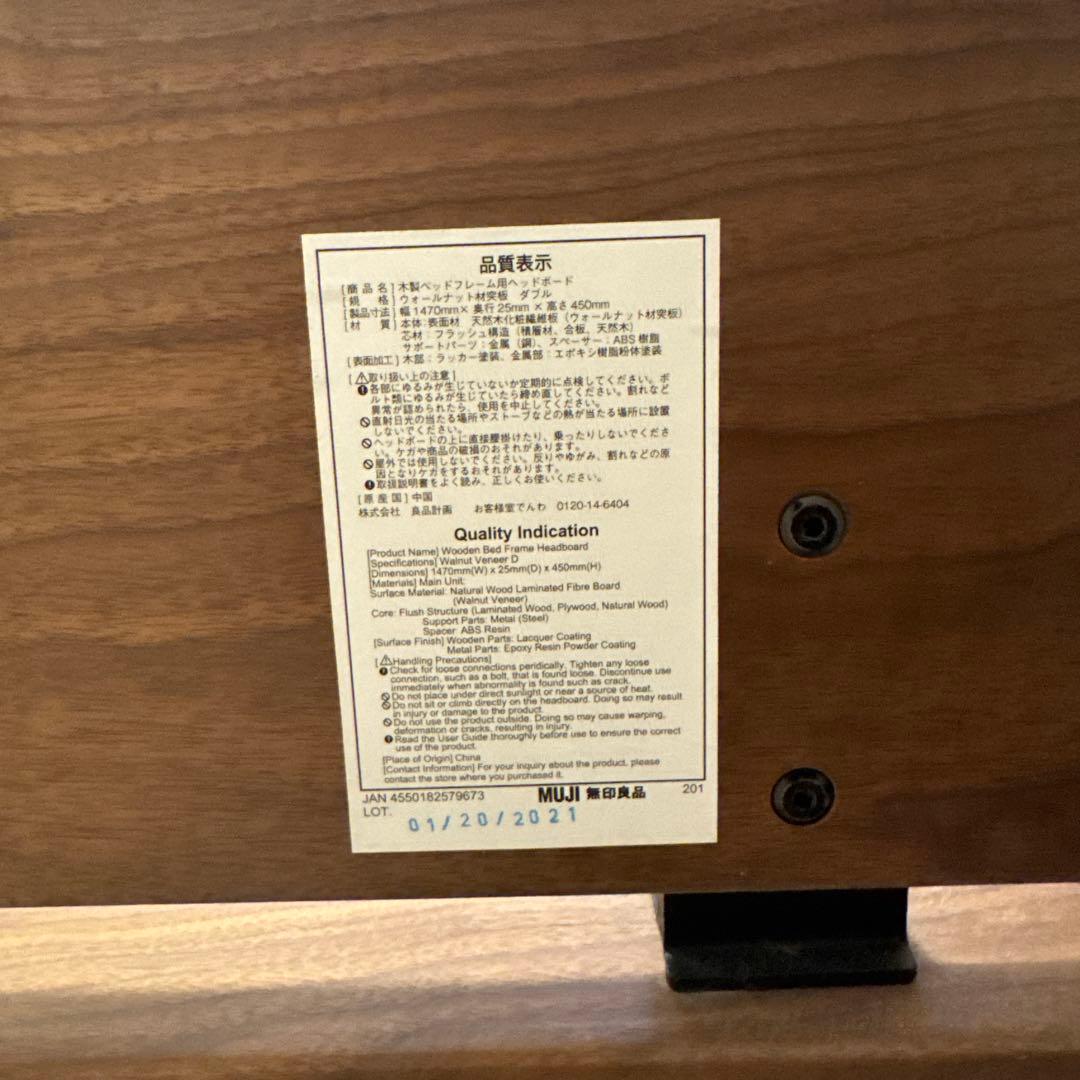 品質表示
[商品名] 木製ベッドフレーム用ヘッドボード
[規格] ウォールナット材突板 ダブル
[製品寸法] 幅1470mm × 奥行25mm × 高さ450mm
[材質] 本体:表面材 天然木化粧繊維板(ウォールナット材突板)
芯材:フラッシュ構造(積層材、合板、天然木)
サポートパーツ:金属(鋼)、スペーサー:ABS樹脂
[表面加工] 木部:ラッカー塗装、金属部:エポキシ樹脂粉体塗装
[⚠取り扱い上の注意]
各部にゆるみが生じていないか定期的に点検してください。ボ
ルト類にゆるみが生じていたら締め直してください。割れなど
異常が認められたら、使用を中止してください。
直射日光の当たる場所やストーブなどの熱が当たる場所に設置
しないでください。
ヘッドボードの上に直接腰掛けたり、乗ったりしないでくださ
い。ケガや商品の破損のおそれがあります。
屋外では使用しないでください。反りやゆがみ、割れなどの原
因となりケガをするおそれがあります。
取扱説明書をよく読み、正しくお使いください。
[原産国] 中国
株式会社 良品計画 お客様室でんわ 0120-14-6404
Quality Indication
[Product Name] Wooden Bed Frame Headboard
[Specifications] Walnut Veneer D
[Dimensions] 1470mm(W) x 25mm(D) x 450mm(H)
[Materials] Main Unit:
Surface Material: Natural Wood Laminated Fibre Board
(Walnut Veneer)
Core: Flush Structure (Laminated Wood, Plywood, Natural Wood)
Support Parts: Metal (Steel)
Spacer: ABS Resin
[Surface Finish] Wooden Parts: Lacquer Coating
Metal Parts: Epoxy Resin Powder Coating
[⚠Handling Precautions]
Check for loose connections peridically. Tighten any loose
connection, such as a bolt, that is found loose. Discontinue use
immediately when abnormality is found such as crack.
Do not place under direct sunlight or near a source of heat.
Do not sit or climb directly on the headboard. Doing so may result
in injury or damage to the product.
Do not use the product outside. Doing so may cause warping,
deformation or cracks, resulting in injury.
Read the User Guide thoroughly before use to ensure the correct
use of the product.
[Place of Origin] China
[Contact Information] For your inquiry about the product, please
contact the store where you purchased it.
JAN 4550182579673 MUJI 無印良品 201
LOT.
01/20/2021